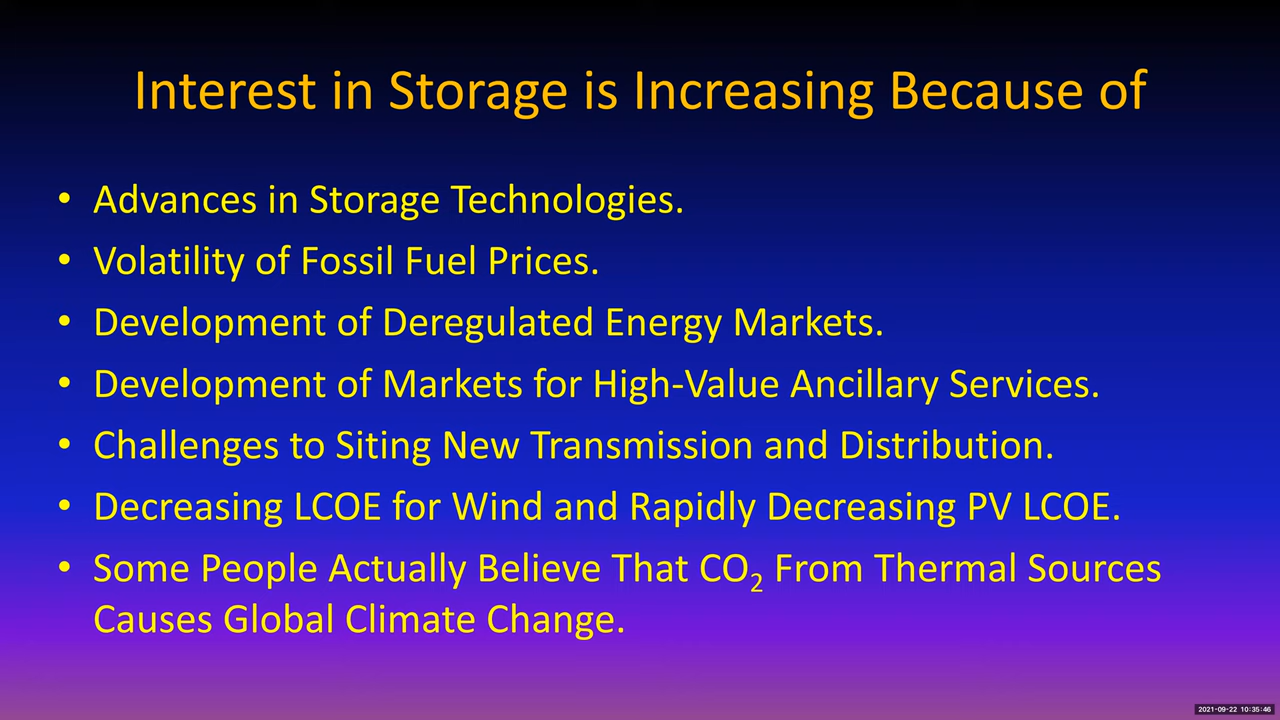 Interest in Storage is Increasing Because of
• Advances in Storage Technologies.
• Volatility of Fossil Fuel Prices.
• Development of Deregulated Energy Markets.
• Development of Markets for High-Value Ancillary Services.
• Challenges to Siting New Transmission and Distribution.
• Decreasing LCOE for Wind and Rapidly Decreasing PV LCOE.
• Some People Actually Believe That CO₂ From Thermal Sources
Causes Global Climate Change.
2021-09-22 10:35:46